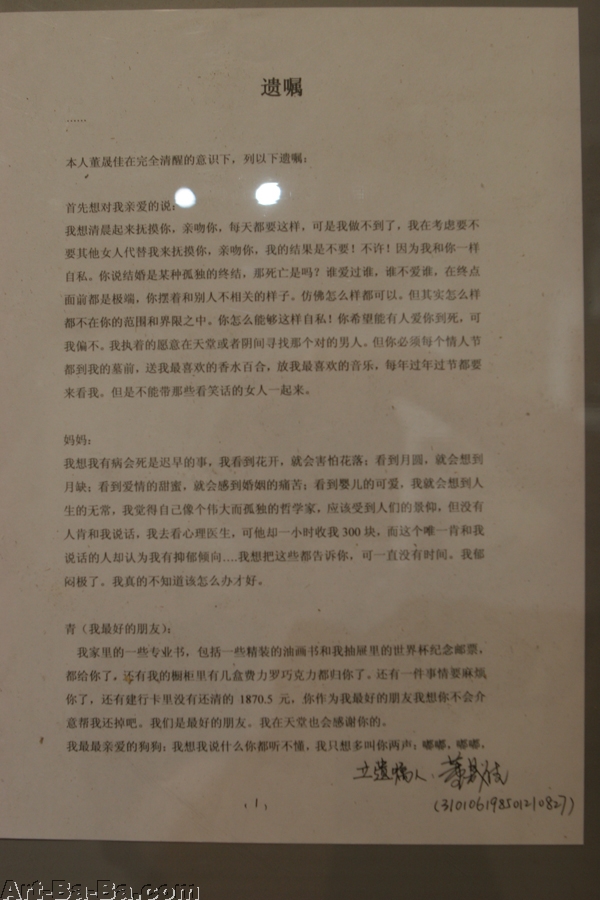 遗嘱
……
本人董晟佳在完全清醒的意识下，列以下遗嘱：
首先想对我亲爱的说：
我想清晨起来抚摸你，亲吻你，每天都要这样，可是我做不到了，我在考虑要不
要其他女人代替我来抚摸你，亲吻你，我的结果是不要！不许！因为我和你一样
自私。你说结婚是某种孤独的终结，那死亡是吗？谁爱过谁，谁不爱谁，在终点
面前都是极端，你摆着和别人不相关的样子。仿佛怎么样都可以。但其实怎么样
都不在你的范围和界限之中。你怎么能够这样自私！你希望能有人爱你到死，可
我偏不。我执着的愿意在天堂或者阴间寻找那个对的男人。但你必须每个情人节
都到我的墓前，送我最喜欢的香水百合，放我最喜欢的音乐，每年过年过节都要
来看我。但是不能带那些看笑话的女人一起来。
妈妈：
我想我有病会死是迟早的事，我看到花开，就会害怕花落；看到月圆，就会想到
月缺；看到爱情的甜蜜，就会感到婚姻的痛苦；看到婴儿的可爱，我就会想到人
生的无常，我觉得自己像个伟大而孤独的哲学家，应该受到人们的景仰，但没有
人肯和我说话，我去看心理医生，可他却一小时收我 300 块，而这个唯一肯和我
说话的人却认为我有抑郁倾向....我想把这些都告诉你，可一直没有时间。我郁
闷极了。我真的不知道该怎么办才好。
青（我最好的朋友）：
我家里的一些专业书，包括一些精装的油画书和我抽屉里的世界杯纪念邮票，
都给你了，还有我的橱柜里有几盒费力罗巧克力都归你了。还有一件事情要麻烦
你了，还有建行卡里没有还清的 1870.5 元，你作为我最好的朋友我想你不会介
意帮我还掉吧。我们是最好的朋友。我在天堂也会感谢你的。
我最最亲爱的狗狗：我想我说什么你都听不懂，我只想多叫你两声：嘟嘟，嘟嘟，
立遗嘱人：董晟佳
(310106198501210827)
1
Art-Ba-Ba.com